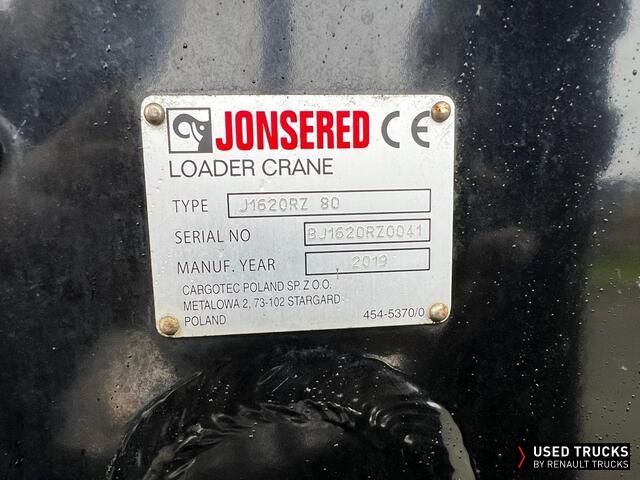 JONSERED CE
LOADER CRANE
TYPE J1620RZ 80
SERIAL NO BJ1620RZ0041
MANUF. YEAR 2019
CARGOTEC POLAND SP. Z O.O.
METALOWA 2, 73-102 STARGARD
POLAND 454-5370/0
USED TRUCKS
BY RENAULT TRUCKS